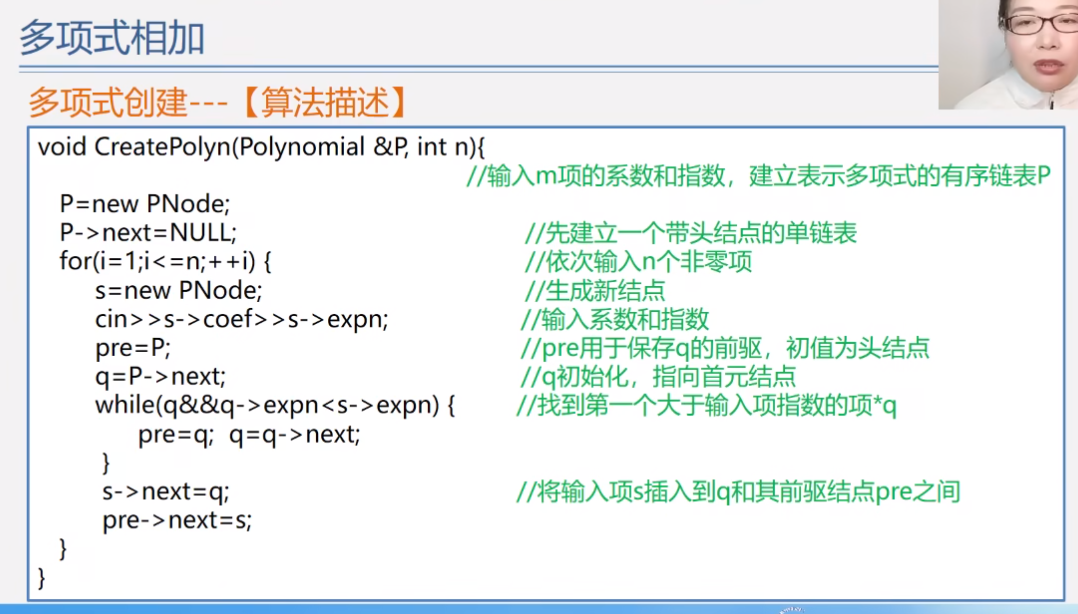 多项式相加
多项式创建---【算法描述】
void CreatePolyn(Polynomial &P, int n){
//输入m项的系数和指数，建立表示多项式的有序链表P
P=new PNode;
P->next=NULL; //先建立一个带头结点的单链表
for(i=1;i<=n;++i) { //依次输入n个非零项
s=new PNode; //生成新结点
cin>>s->coef>>s->expn; //输入系数和指数
pre=P; //pre用于保存q的前驱，初值为头结点
q=P->next; //q初始化，指向首元结点
while(q&&q->expn<s->expn) { //找到第一个大于输入项指数的项*q
pre=q; q=q->next;
}
s->next=q; //将输入项s插入到q和其前驱结点pre之间
pre->next=s;
}
}